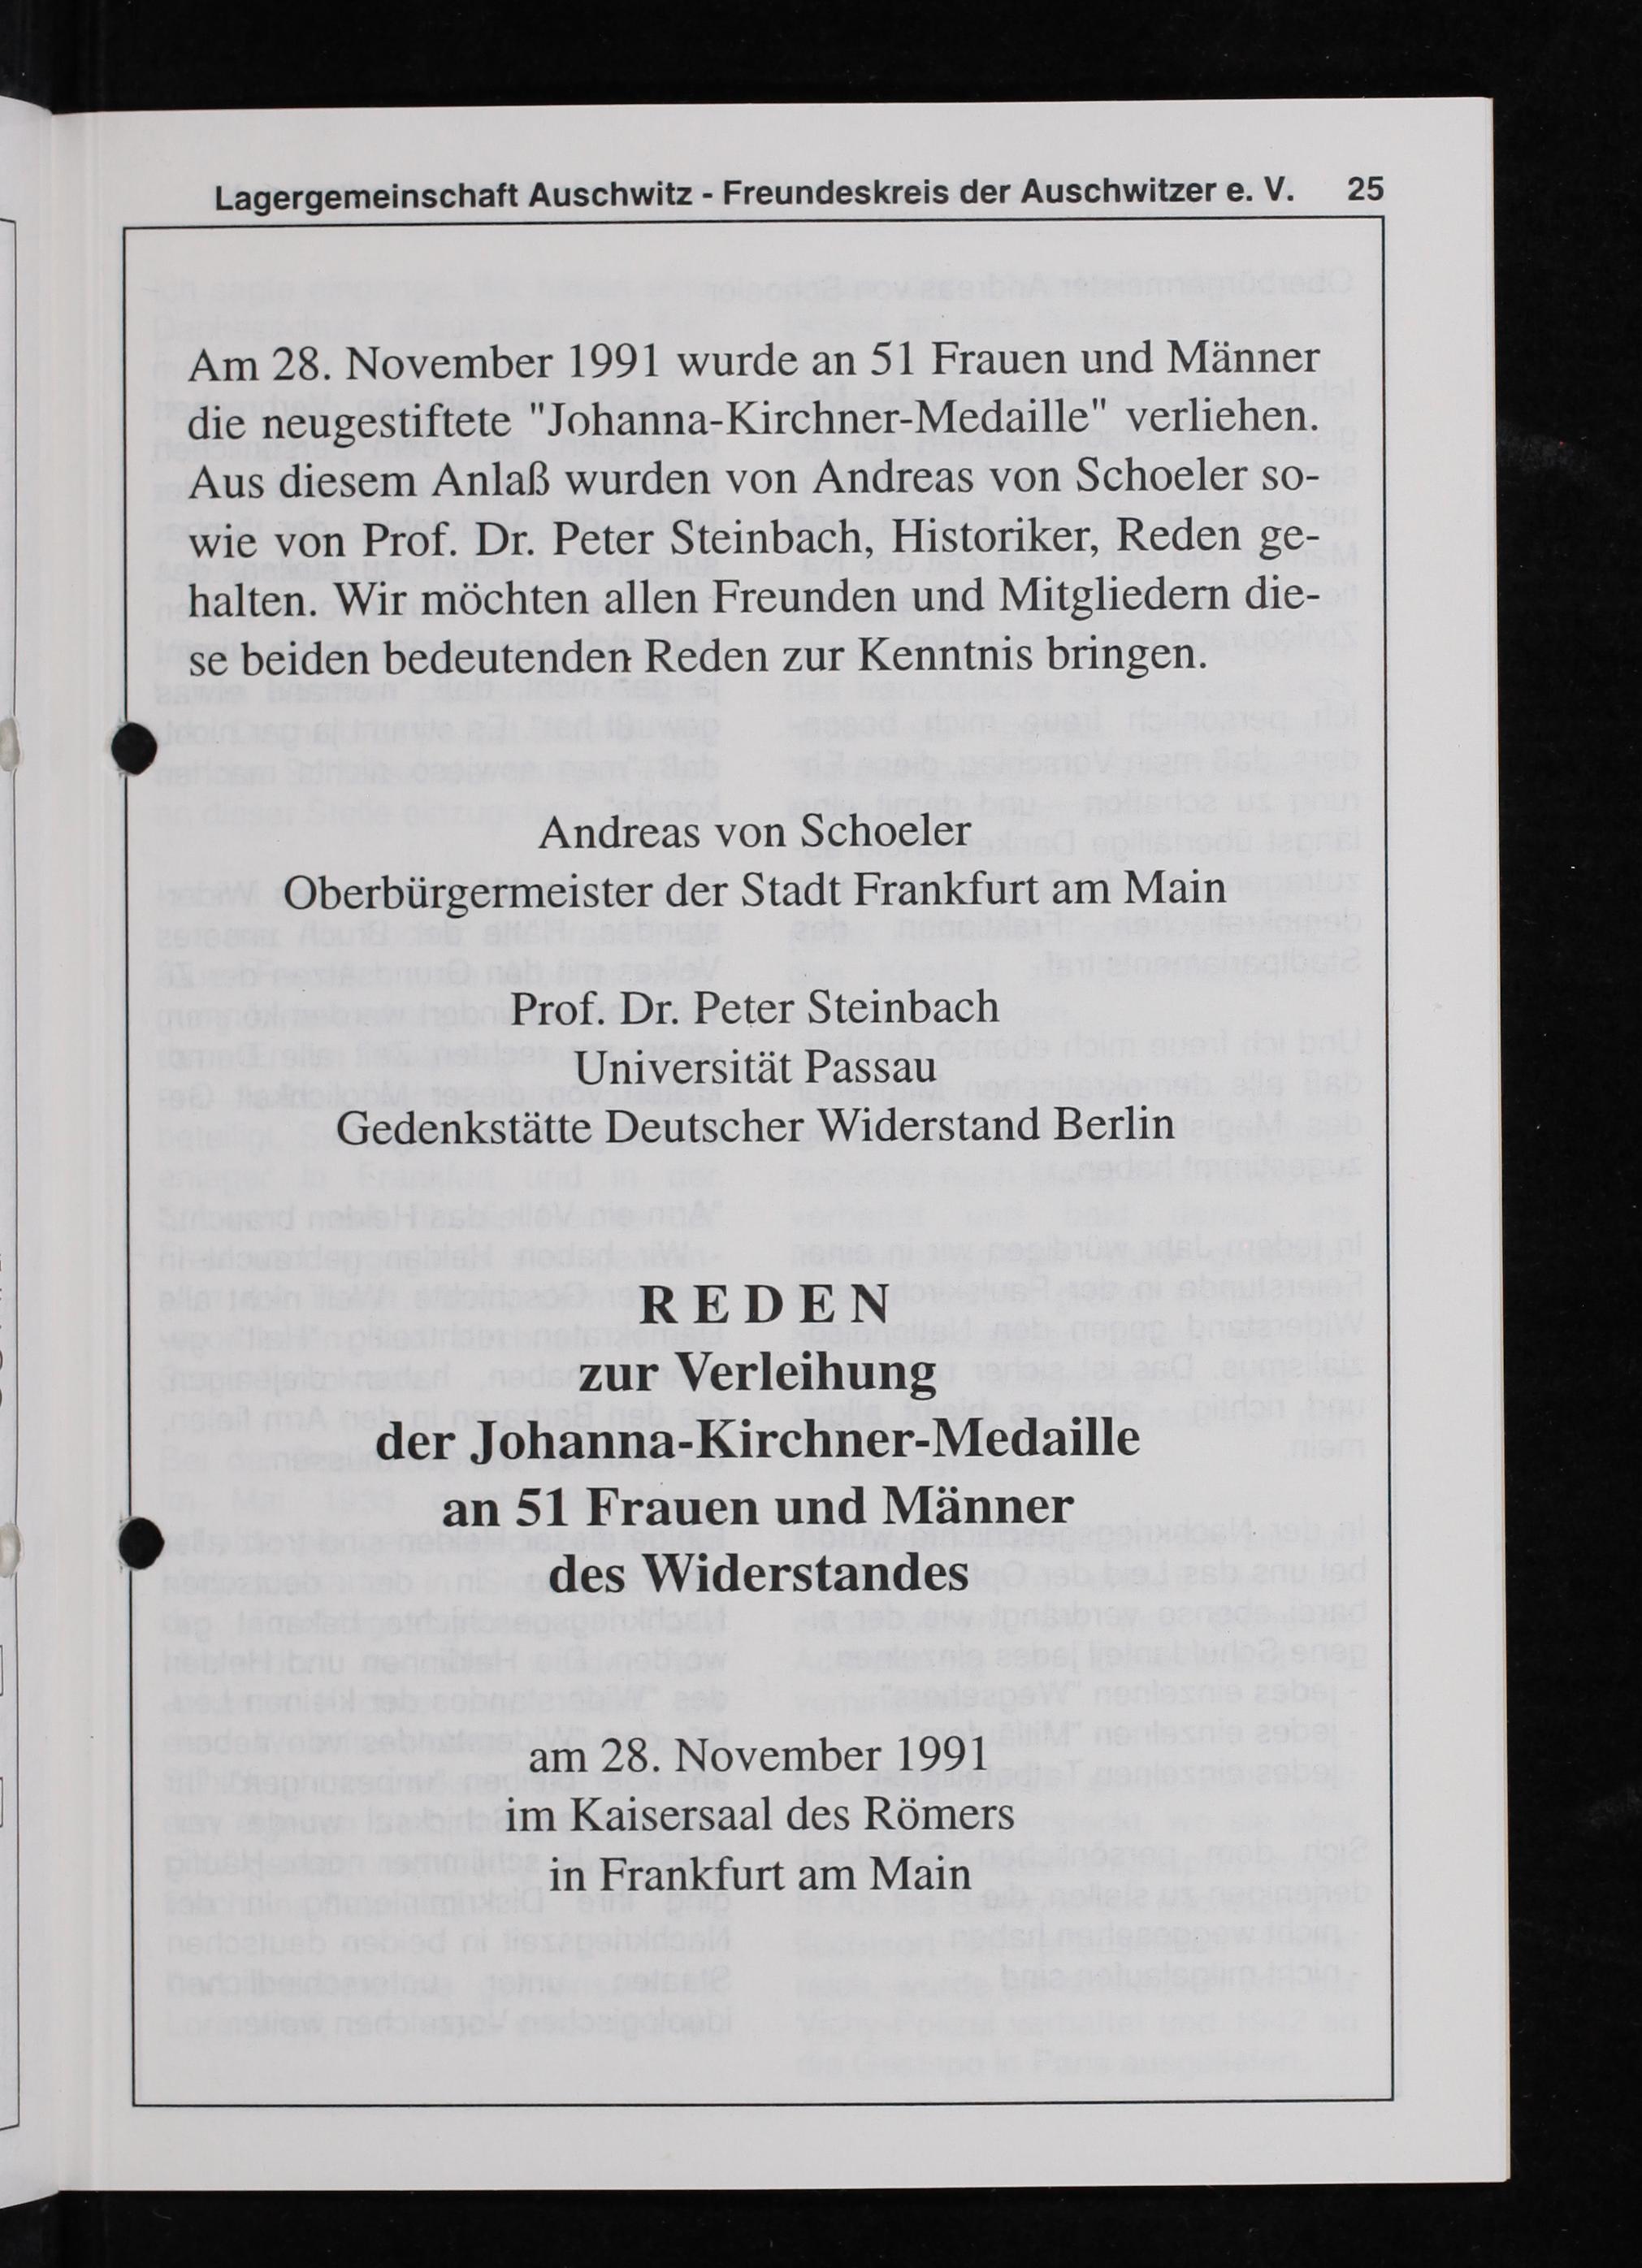 Lagergemeinschaft Auschwitz - Freundeskreis der Auschwitzer e. V. 25
Am 28. November 1991 wurde an 51 Frauen und Männer
die neugestiftete "Johanna-Kirchner-Medaille" verliehen.
Aus diesem Anlaß wurden von Andreas von Schoeler so-
wie von Prof. Dr. Peter Steinbach, Historiker, Reden ge-
halten. Wir möchten allen Freunden und Mitgliedern die-
se beiden bedeutenden Reden zur Kenntnis bringen.
Andreas von Schoeler
Oberbürgermeister der Stadt Frankfurt am Main
Prof. Dr. Peter Steinbach
Universität Passau
Gedenkstätte Deutscher Widerstand Berlin
REDEN
zur Verleihung
der Johanna-Kirchner-Medaille
an 51 Frauen und Männer
des Widerstandes
am 28. November 1991
im Kaisersaal des Römers
in Frankfurt am Main